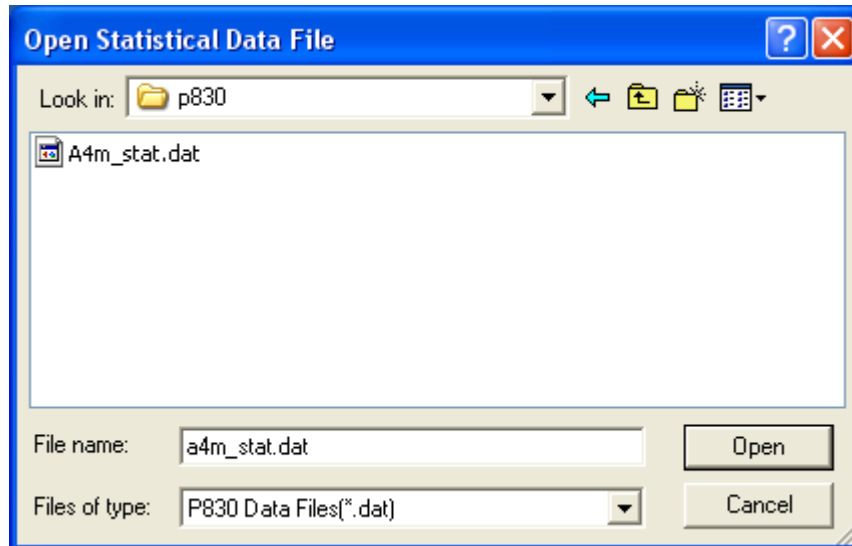 Open Statistical Data File
Look in: p830
A4m_stat.dat
File name: a4m_stat.dat
Open
Files of type: P830 Data Files(*.dat)
Cancel